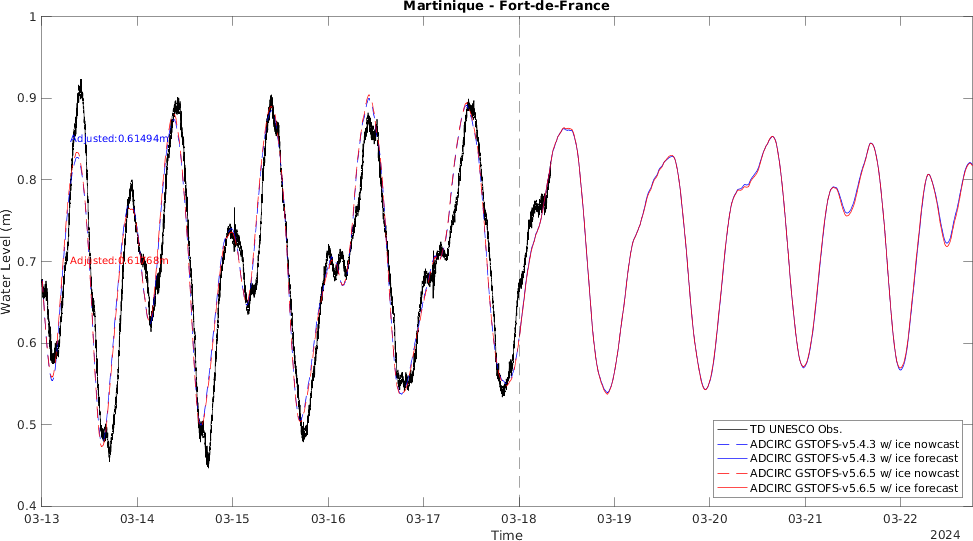 Martinique - Fort-de-France
1
0.9
0.8
0.7
0.6
0.5
0.4
Water Level (m)
Adjusted:0.61494m
03-13
03-14
03-15
03-16
03-17
03-18
03-19
03-20
03-21
03-22
Time
2024
TD UNESCO Obs.
ADCIRC GSTOFS-v5.4.3 w/ ice nowcast
ADCIRC GSTOFS-v5.4.3 w/ ice forecast
ADCIRC GSTOFS-v5.6.5 w/ ice nowcast
ADCIRC GSTOFS-v5.6.5 w/ ice forecast